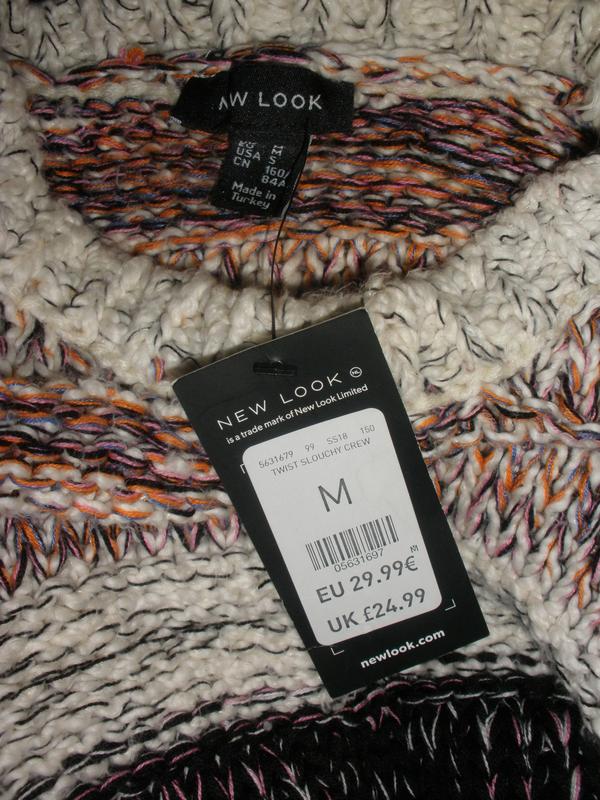 NEW LOOK
M
USA S
CN 160/
84A
Made in
Turkey
NEW LOOK NL
is a trade mark of New Look Limited
5631679 99 SS18 150
TWIST SLOUCHY CREW
M
05631697
M
EU 29.99€
UK £24.99
newlook.com